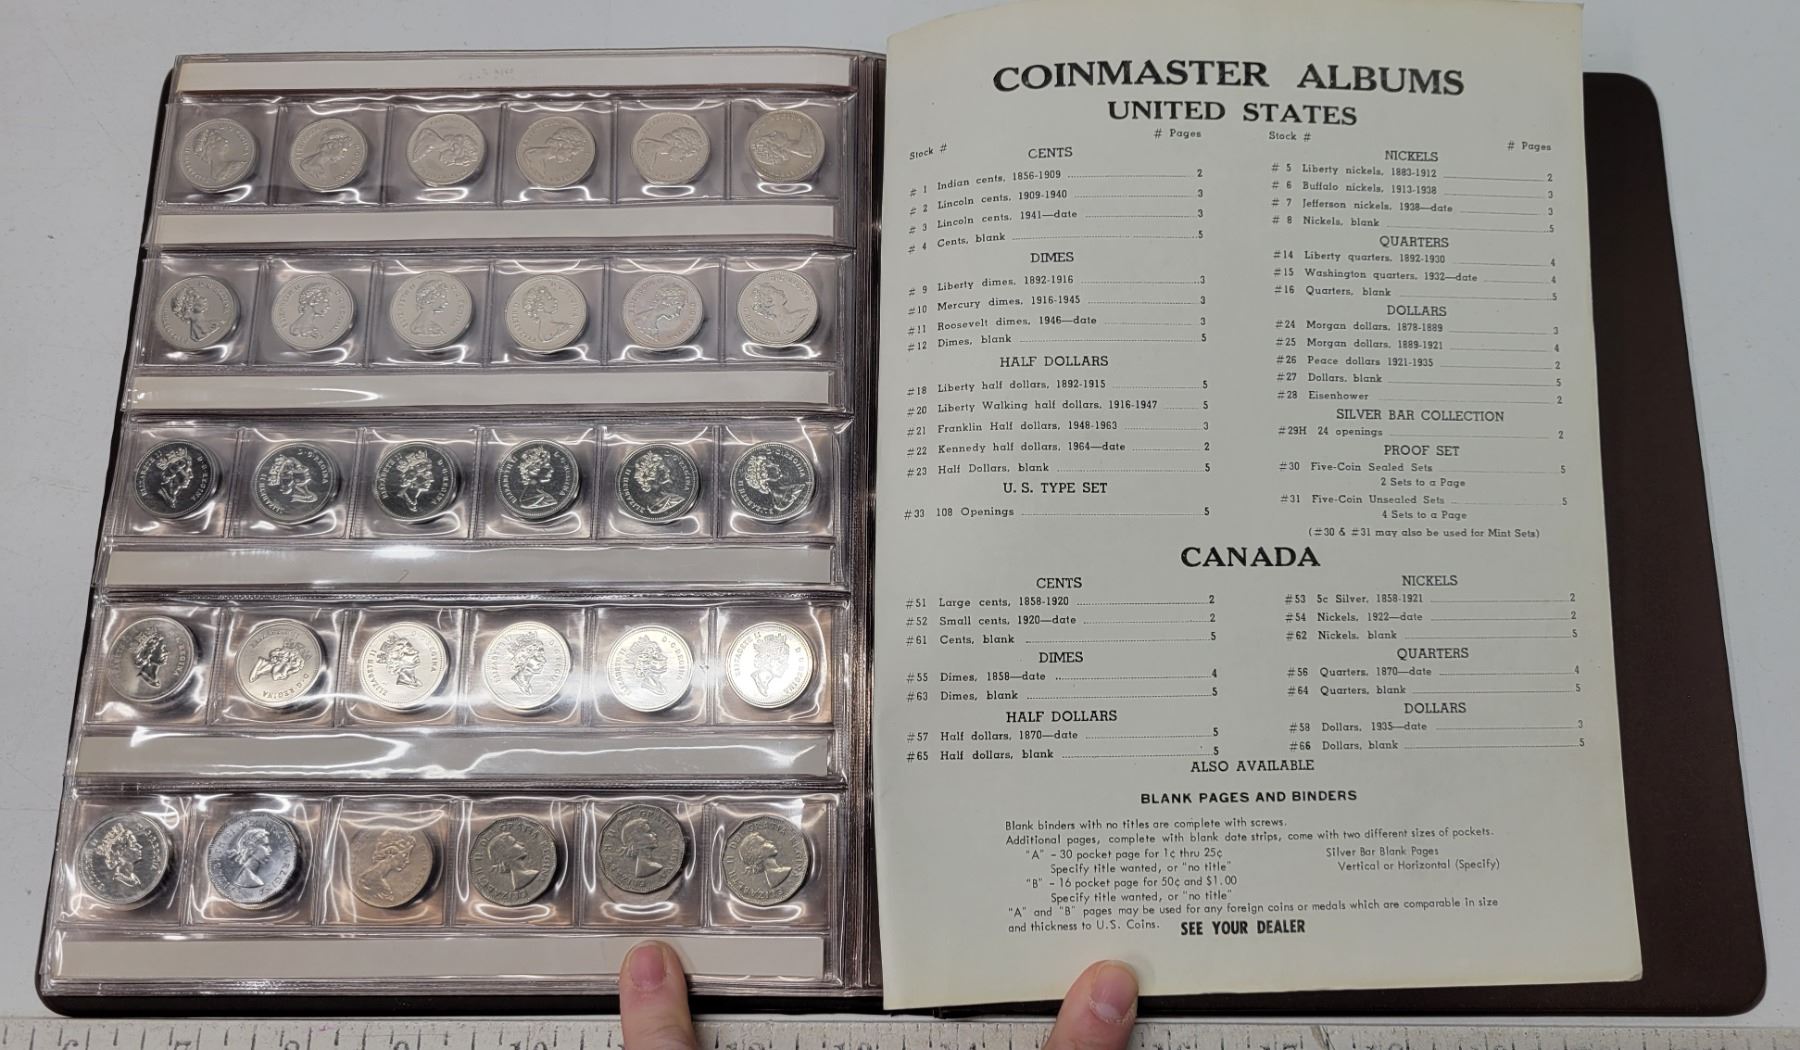 COINMASTER ALBUMS
UNITED STATES
Stock # # Pages
CENTS
# 1 Indian cents, 1856-1909 2
# 2 Lincoln cents, 1909-1940 3
# 3 Lincoln cents, 1941—date 3
# 4 Cents, blank 5
DIMES
# 9 Liberty dimes, 1892-1916 3
#10 Mercury dimes, 1916-1945 3
#11 Roosevelt dimes, 1946—date 3
#12 Dimes, blank 5
HALF DOLLARS
#18 Liberty half dollars, 1892-1915 5
#20 Liberty Walking half dollars, 1916-1947 5
#21 Franklin Half dollars, 1948-1963 3
#22 Kennedy half dollars, 1964—date 2
#23 Half Dollars, blank 5
U. S. TYPE SET
#33 108 Openings 5
Stock # # Pages
NICKELS
# 5 Liberty nickels, 1883-1912 2
# 6 Buffalo nickels, 1913-1938 3
# 7 Jefferson nickels, 1938—date 3
# 8 Nickels, blank 5
QUARTERS
#14 Liberty quarters, 1892-1930 4
#15 Washington quarters, 1932—date 4
#16 Quarters, blank 5
DOLLARS
#24 Morgan dollars, 1878-1889 3
#25 Morgan dollars, 1889-1921 4
#26 Peace dollars 1921-1935 2
#27 Dollars, blank 5
#28 Eisenhower 2
SILVER BAR COLLECTION
#29H 24 openings 2
PROOF SET
#30 Five-Coin Sealed Sets 5
2 Sets to a Page
#31 Five-Coin Unsealed Sets 5
4 Sets to a Page
(#30 & #31 may also be used for Mint Sets)
CANADA
CENTS
#51 Large cents, 1858-1920 2
#52 Small cents, 1920—date 2
#61 Cents, blank 5
DIMES
#55 Dimes, 1858—date 4
#63 Dimes, blank 5
HALF DOLLARS
#57 Half dollars, 1870—date 5
#65 Half dollars, blank 5
NICKELS
#53 5c Silver, 1858-1921 2
#54 Nickels, 1922—date 2
#62 Nickels, blank 5
QUARTERS
#56 Quarters, 1870—date 4
#64 Quarters, blank 5
DOLLARS
#58 Dollars, 1935—date 3
#66 Dollars, blank 5
ALSO AVAILABLE
BLANK PAGES AND BINDERS
Blank binders with no titles are complete with screws.
Additional pages, complete with blank date strips, come with two different sizes of pockets.
"A" – 30 pocket page for 1¢ thru 25¢
Specify title wanted, or "no title"
"B" – 16 pocket page for 50¢ and $1.00
Specify title wanted, or "no title"
Silver Bar Blank Pages
Vertical or Horizontal (Specify)
"A" and "B" pages may be used for any foreign coins or medals which are comparable in size
and thickness to U.S. Coins. SEE YOUR DEALER
6 7 8 9 10